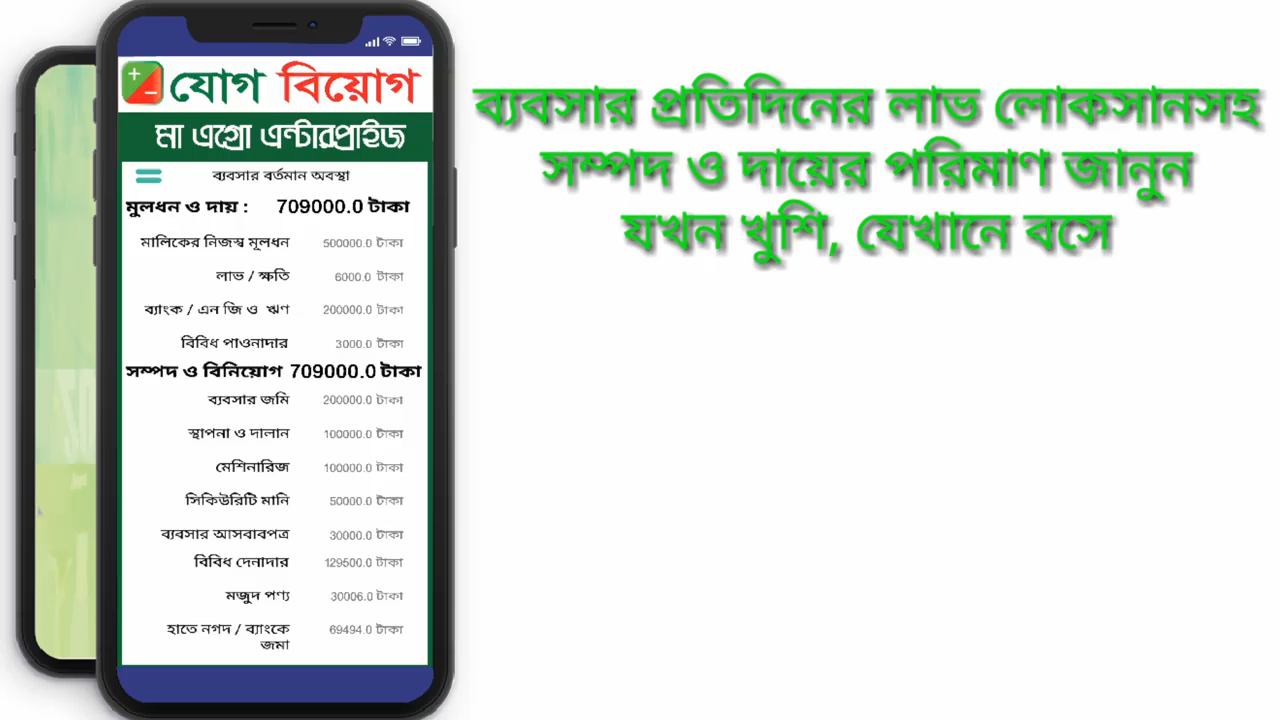 যোগ বিয়োগ
মা এগ্রো এন্টারপ্রাইজ
ব্যবসার বর্তমান অবস্থা
মুলধন ও দায় : 709000.0 টাকা
মালিকের নিজস্ব মূলধন 500000.0 টাকা
লাভ / ক্ষতি 6000.0 টাকা
ব্যাংক / এন জি ও ঋণ 200000.0 টাকা
বিবিধ পাওনাদার 3000.0 টাকা
সম্পদ ও বিনিয়োগ 709000.0 টাকা
ব্যবসার জমি 200000.0 টাকা
স্থাপনা ও দালান 100000.0 টাকা
মেশিনারিজ 100000.0 টাকা
সিকিউরিটি মানি 50000.0 টাকা
ব্যবসার আসবাবপত্র 30000.0 টাকা
বিবিধ দেনাদার 129500.0 টাকা
মজুদ পণ্য 30006.0 টাকা
হাতে নগদ / ব্যাংকে 69494.0 টাকা
জমা
ব্যবসার প্রতিদিনের লাভ লোকসানসহ
সম্পদ ও দায়ের পরিমাণ জানুন
যখন খুশি, যেখানে বসে